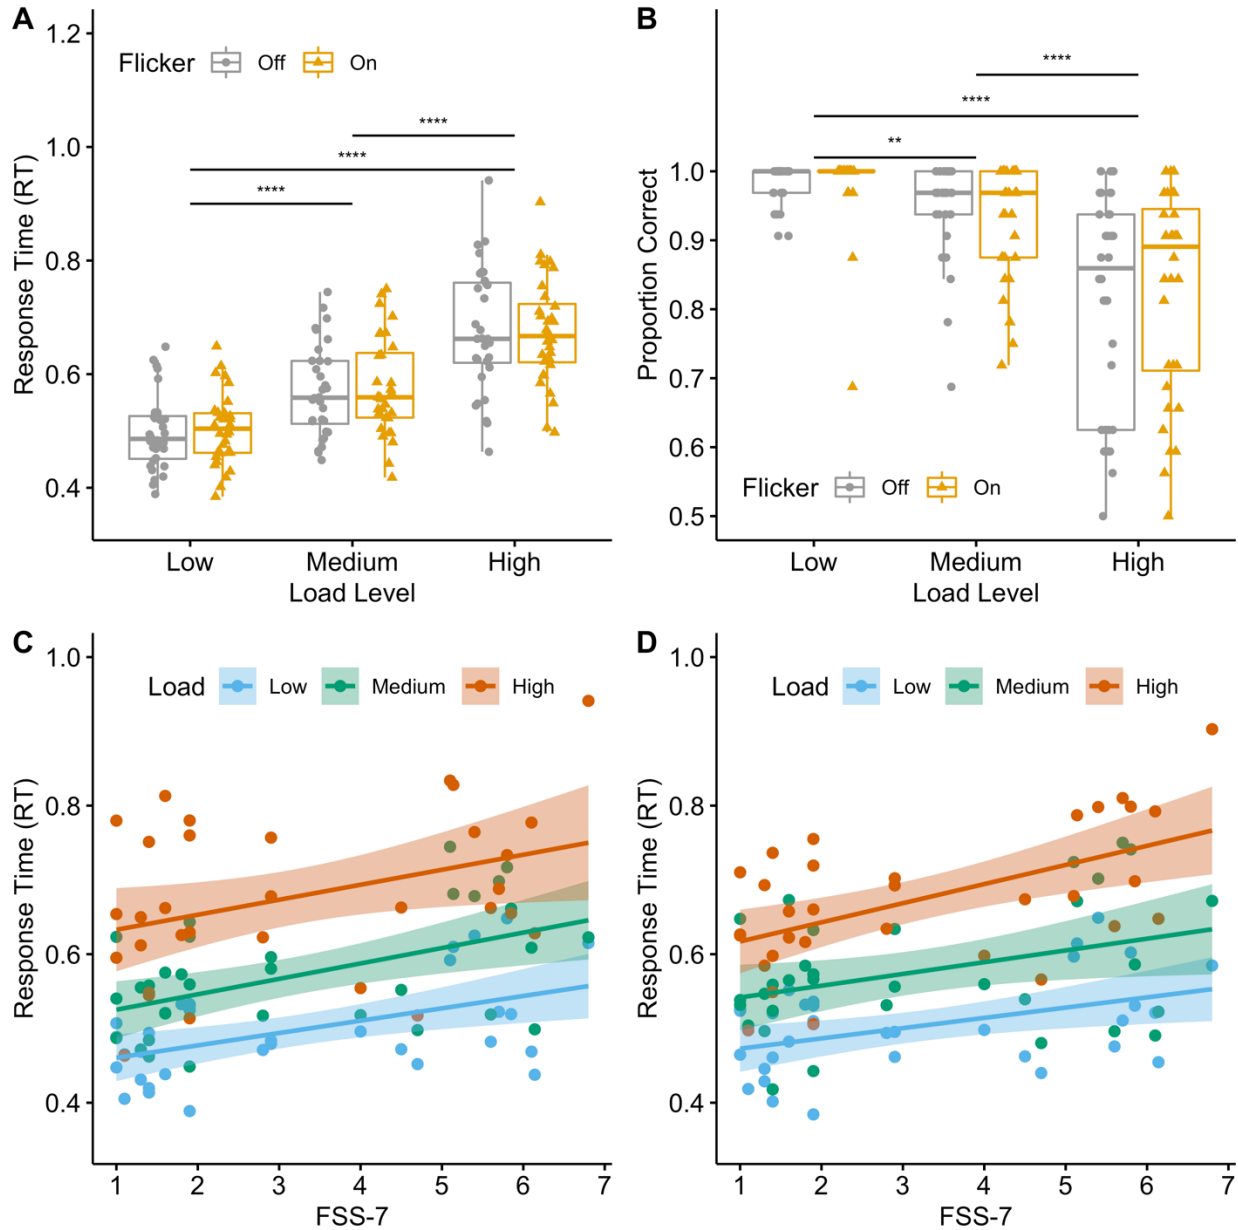 A
1.2
Flicker Off On
****
1.0
****
****
0.8
0.6
0.4
Response Time (RT)
Low Medium High
Load Level
B
****
****
**
1.0
0.9
0.8
0.7
0.6
0.5
Proportion Correct
Flicker Off On
Low Medium High
Load Level
C
1.0
Load Low Medium High
0.8
0.6
0.4
Response Time (RT)
1 2 3 4 5 6 7
FSS-7
D
1.0
Load Low Medium High
0.8
0.6
0.4
Response Time (RT)
1 2 3 4 5 6 7
FSS-7